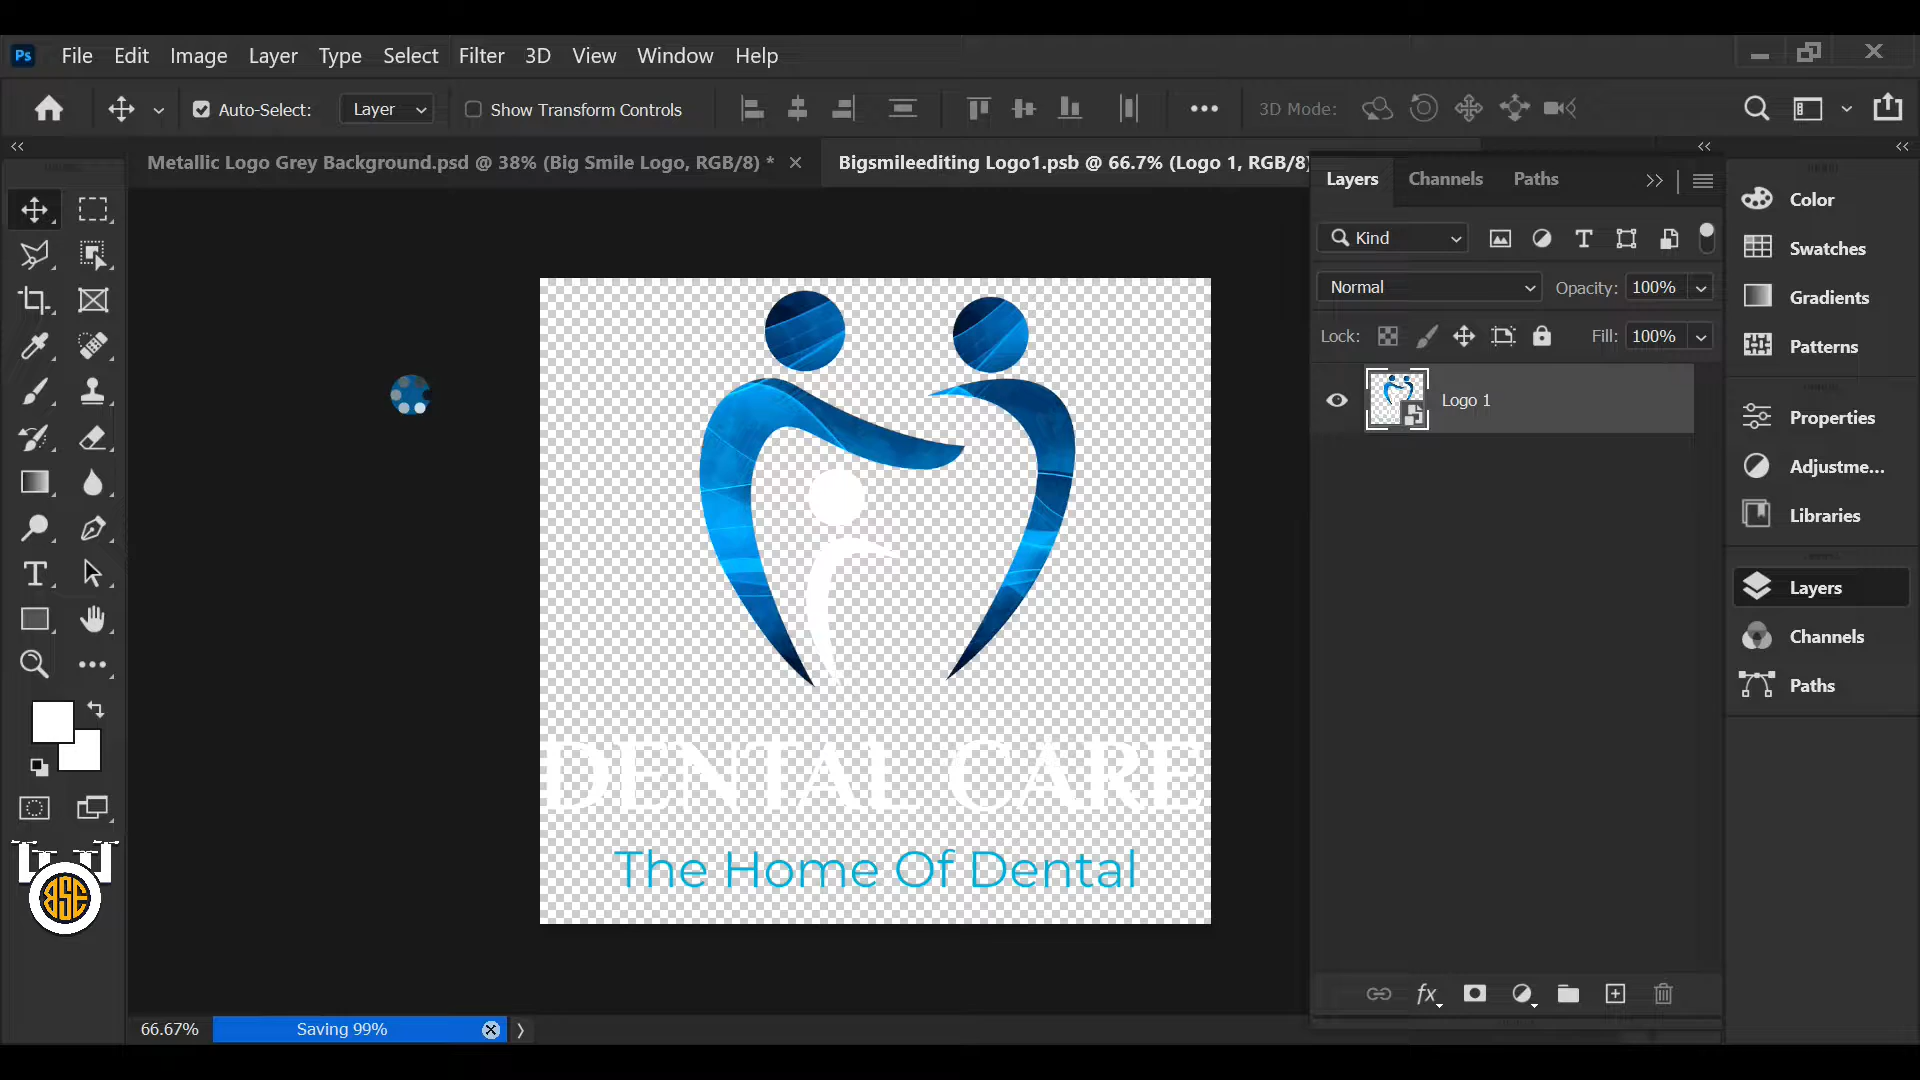 Ps File Edit Image Layer Type Select Filter 3D View Window Help
Auto-Select: Layer Show Transform Controls 3D Mode:
Metallic Logo Grey Background.psd @ 38% (Big Smile Logo, RGB/8) * Bigsmileediting Logo1.psb @ 66.7% (Logo 1, RGB/8)
Layers Channels Paths
Kind
Normal Opacity: 100%
Lock: Fill: 100%
Logo 1
Color
Swatches
Gradients
Patterns
Properties
Adjustme...
Libraries
Layers
Channels
Paths
DENTAL CARE
The Home Of Dental
BSE
fx
66.67% Saving 99%